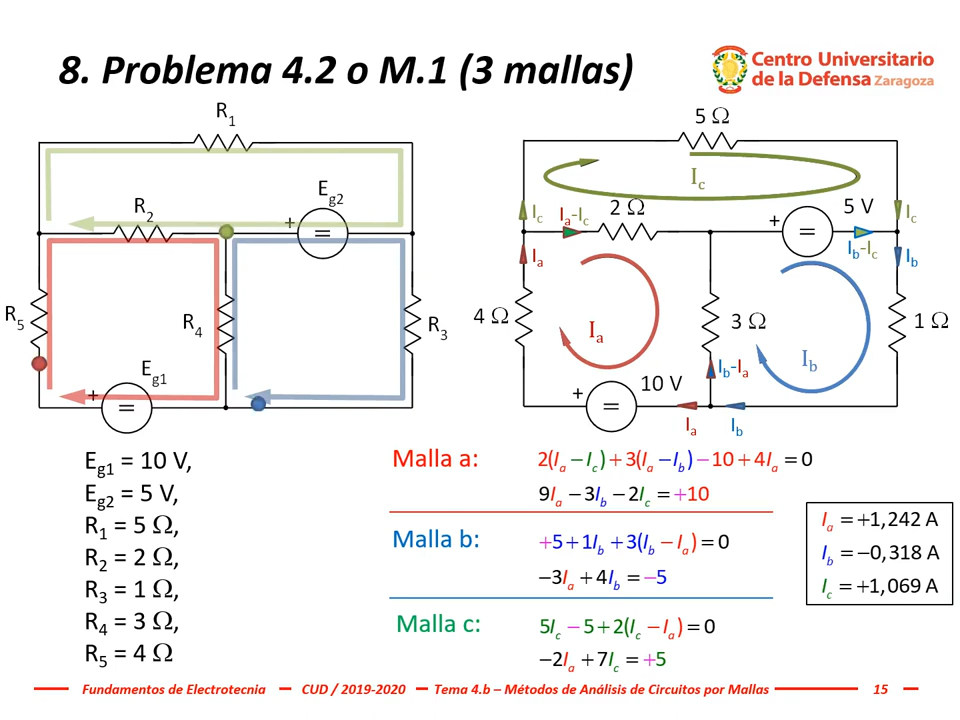 8. Problema 4.2 o M.1 (3 mallas)
Centro Universitario
de la Defensa Zaragoza
R1
R2
Eg2
+
=
R5
R4
R3
Eg1
+
=
5 Ω
Ic
Ic
Ia-Ic
2 Ω
+
=
5 V
Ic
Ib-Ic
Ia
Ib
4 Ω
Ia
3 Ω
Ib
1 Ω
Ib-Ia
+
=
10 V
Ia
Ib
Eg1 = 10 V,
Eg2 = 5 V,
R1 = 5 Ω,
R2 = 2 Ω,
R3 = 1 Ω,
R4 = 3 Ω,
R5 = 4 Ω
Malla a: 2(Ia − Ic) + 3(Ia − Ib) − 10 + 4Ia = 0
9Ia − 3Ib − 2Ic = +10
Malla b: +5 + 1Ib + 3(Ib − Ia) = 0
−3Ia + 4Ib = −5
Malla c: 5Ic − 5 + 2(Ic − Ia) = 0
−2Ia + 7Ic = +5
Ia = +1,242 A
Ib = −0,318 A
Ic = +1,069 A
Fundamentos de Electrotecnia CUD / 2019-2020 Tema 4.b – Métodos de Análisis de Circuitos por Mallas 15